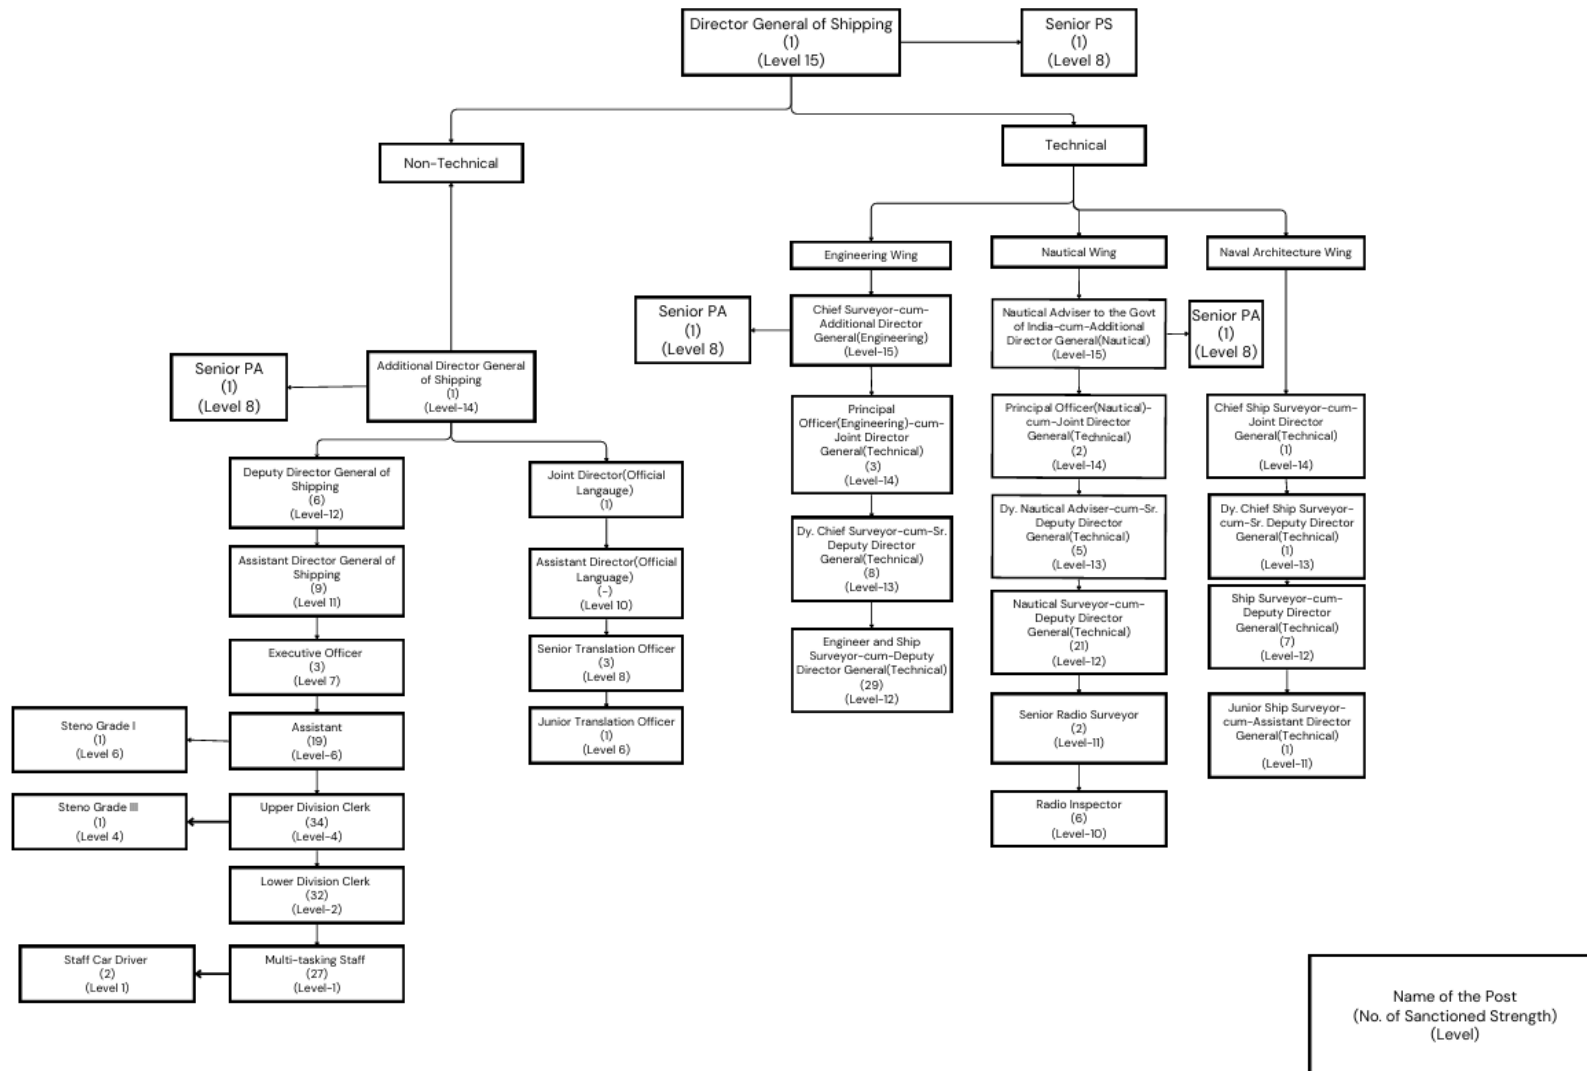 Director General of Shipping
(1)
(Level 15)
Senior PS
(1)
(Level 8)
Non-Technical
Technical
Engineering Wing
Nautical Wing
Naval Architecture Wing
Senior PA
(1)
(Level 8)
Chief Surveyor-cum-
Additional Director
General(Engineering)
(Level-15)
Nautical Adviser to the Govt
of India-cum-Additional
Director General(Nautical)
(Level-15)
Senior PA
(1)
(Level 8)
Senior PA
(1)
(Level 8)
Additional Director General
of Shipping
(1)
(Level-14)
Principal
Officer(Engineering)-cum-
Joint Director
General(Technical)
(3)
(Level-14)
Principal Officer(Nautical)-
cum-Joint Director
General(Technical)
(2)
(Level-14)
Chief Ship Surveyor-cum-
Joint Director
General(Technical)
(1)
(Level-14)
Deputy Director General of
Shipping
(6)
(Level-12)
Joint Director(Official
Langauge)
(1)
Dy. Chief Surveyor-cum-Sr.
Deputy Director
General(Technical)
(8)
(Level-13)
Dy. Nautical Adviser-cum-Sr.
Deputy Director
General(Technical)
(5)
(Level-13)
Dy. Chief Ship Surveyor-
cum-Sr. Deputy Director
General(Technical)
(1)
(Level-13)
Assistant Director General of
Shipping
(9)
(Level 11)
Assistant Director(Official
Language)
(-)
(Level 10)
Engineer and Ship
Surveyor-cum-Deputy
Director General(Technical)
(29)
(Level-12)
Nautical Surveyor-cum-
Deputy Director
General(Technical)
(21)
(Level-12)
Ship Surveyor-cum-
Deputy Director
General(Technical)
(7)
(Level-12)
Executive Officer
(3)
(Level 7)
Senior Translation Officer
(3)
(Level 8)
Steno Grade I
(1)
(Level 6)
Assistant
(19)
(Level-6)
Junior Translation Officer
(1)
(Level 6)
Senior Radio Surveyor
(2)
(Level-11)
Junior Ship Surveyor-
cum-Assistant Director
General(Technical)
(1)
(Level-11)
Steno Grade III
(1)
(Level 4)
Upper Division Clerk
(34)
(Level-4)
Radio Inspector
(6)
(Level-10)
Lower Division Clerk
(32)
(Level-2)
Staff Car Driver
(2)
(Level 1)
Multi-tasking Staff
(27)
(Level-1)
Name of the Post
(No. of Sanctioned Strength)
(Level)